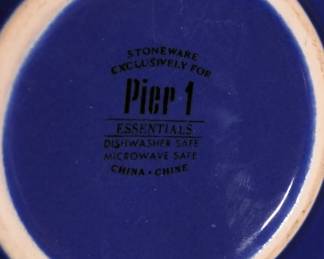 STONEWARE
EXCLUSIVELY FOR
Pier 1
ESSENTIALS
DISHWASHER SAFE
MICROWAVE SAFE
CHINA • CHINE